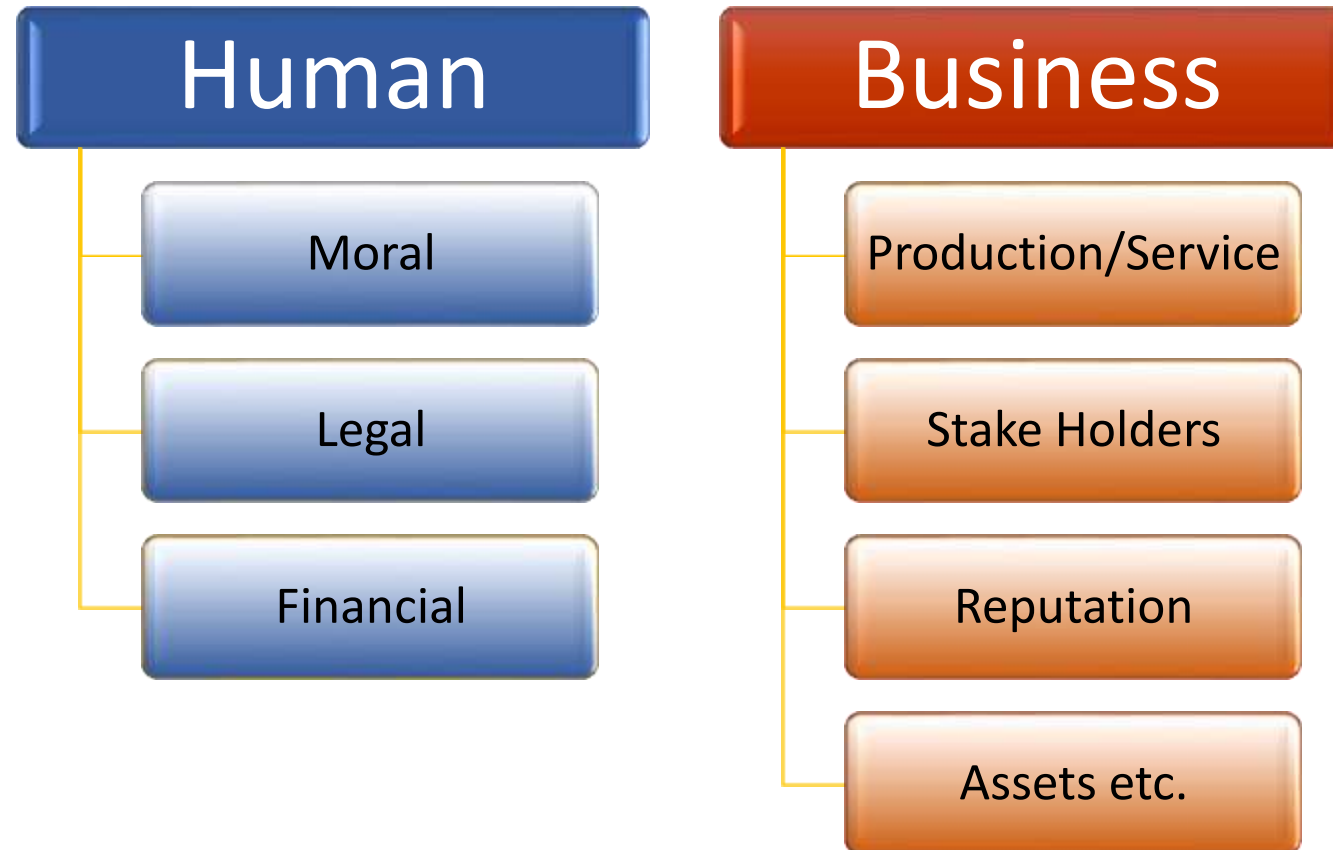 Human
Moral
Legal
Financial
Business
Production/Service
Stake Holders
Reputation
Assets etc.